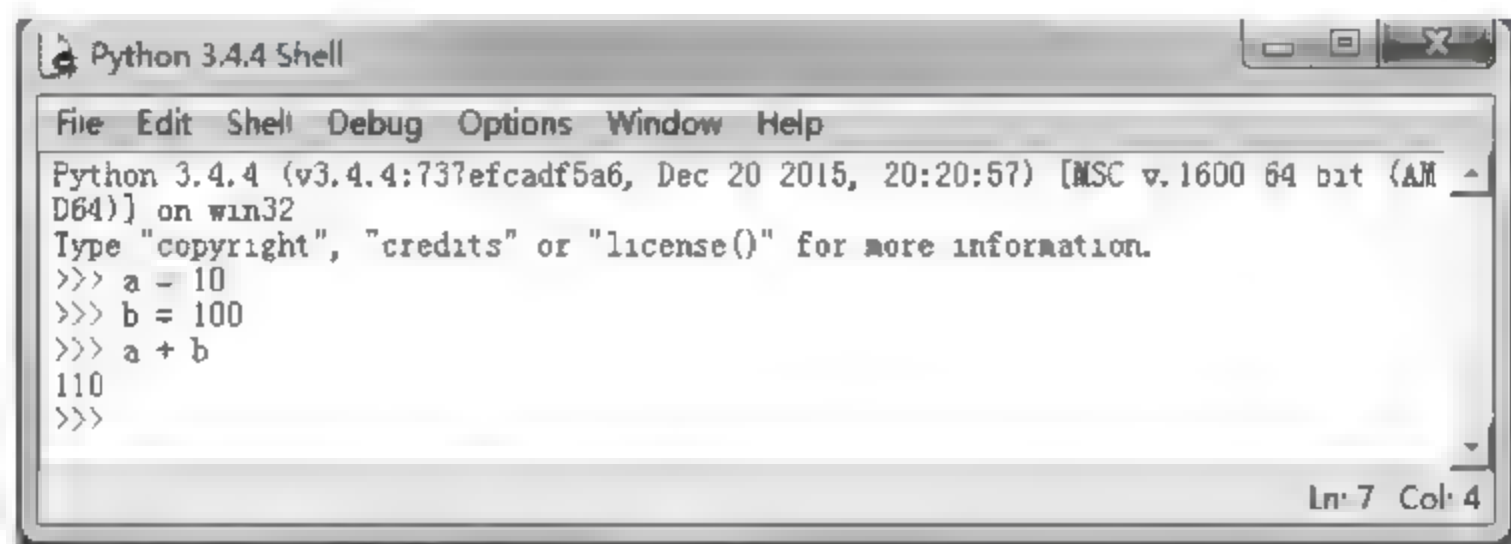 Python 3.4.4 Shell
File Edit Shell Debug Options Window Help
Python 3.4.4 (v3.4.4:737efcadf5a6, Dec 20 2015, 20:20:57) [MSC v.1600 64 bit (AM
D64)] on win32
Type "copyright", "credits" or "license()" for more information.
>>> a = 10
>>> b = 100
>>> a + b
110
>>>
Ln: 7 Col: 4